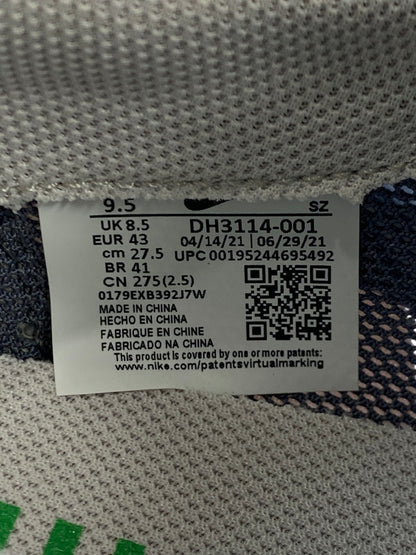 9.5 SZ
UK 8.5 DH3114-001
EUR 43 04/14/21 | 06/29/21
cm 27.5 UPC 00195244695492
BR 41
CN 275(2.5)
0179EXB392J7W
MADE IN CHINA
HECHO EN CHINA
FABRIQUE EN CHINE
FABRICADO NA CHINA
This product is covered by one or more patents:
www.nike.com/patentsvirtualmarking